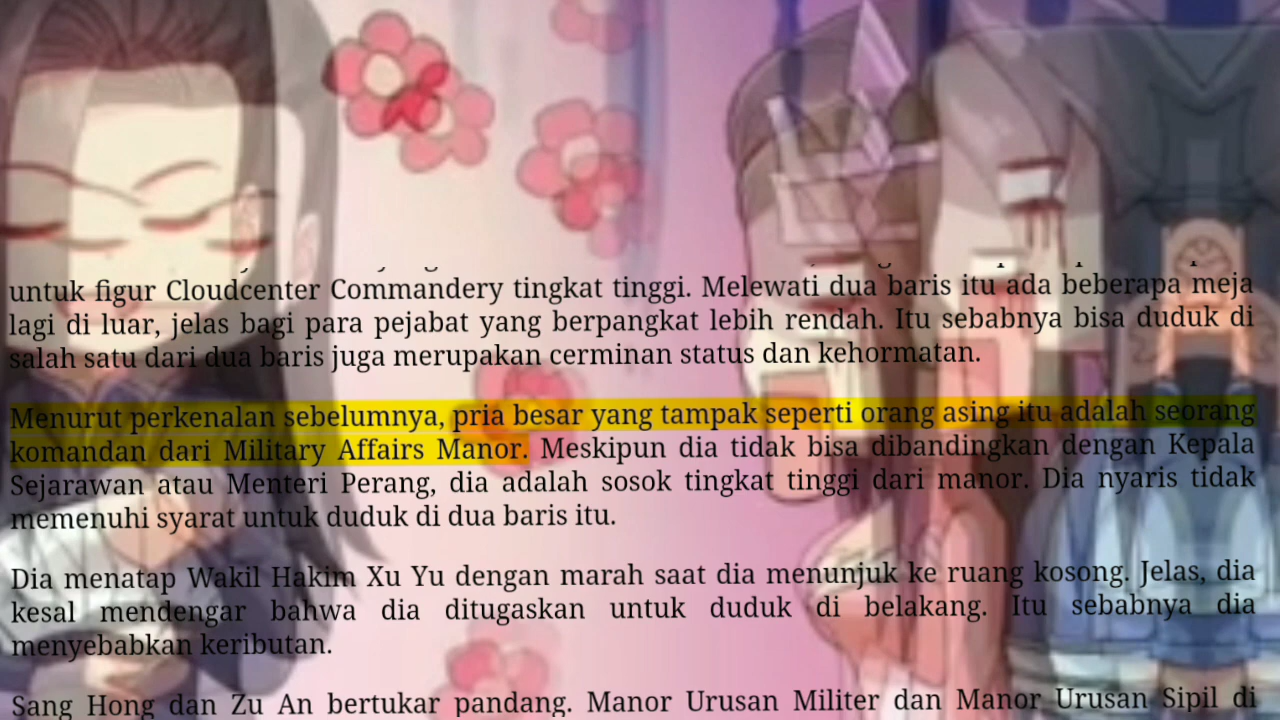 untuk figur Cloudcenter Commandery tingkat tinggi. Melewati dua baris itu ada beberapa meja
lagi di luar, jelas bagi para pejabat yang berpangkat lebih rendah. Itu sebabnya bisa duduk di
salah satu dari dua baris juga merupakan cerminan status dan kehormatan.
Menurut perkenalan sebelumnya, pria besar yang tampak seperti orang asing itu adalah seorang
komandan dari Military Affairs Manor. Meskipun dia tidak bisa dibandingkan dengan Kepala
Sejarawan atau Menteri Perang, dia adalah sosok tingkat tinggi dari manor. Dia nyaris tidak
memenuhi syarat untuk duduk di dua baris itu.
Dia menatap Wakil Hakim Xu Yu dengan marah saat dia menunjuk ke ruang kosong. Jelas, dia
kesal mendengar bahwa dia ditugaskan untuk duduk di belakang. Itu sebabnya dia
menyebabkan keributan.
Sang Hong dan Zu An bertukar pandang. Manor Urusan Militer dan Manor Urusan Sipil di